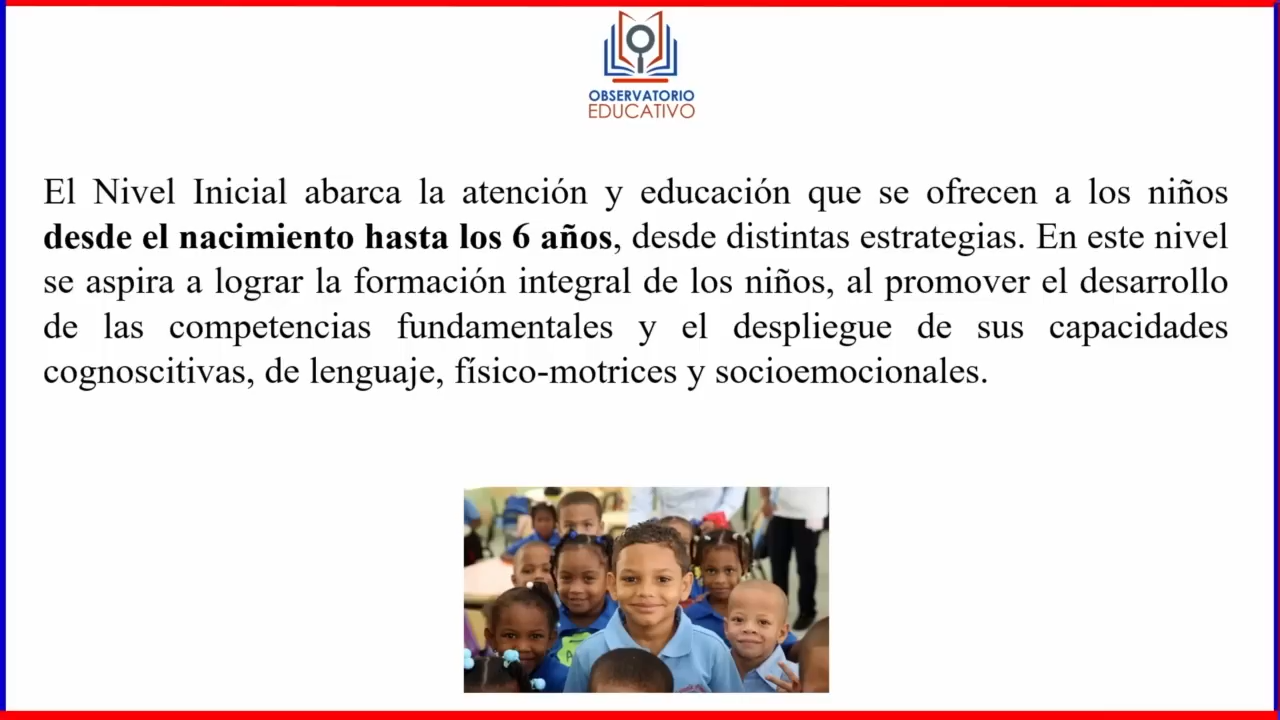 OBSERVATORIO
EDUCATIVO
El Nivel Inicial abarca la atención y educación que se ofrecen a los niños
desde el nacimiento hasta los 6 años, desde distintas estrategias. En este nivel
se aspira a lograr la formación integral de los niños, al promover el desarrollo
de las competencias fundamentales y el despliegue de sus capacidades
cognoscitivas, de lenguaje, físico-motrices y socioemocionales.